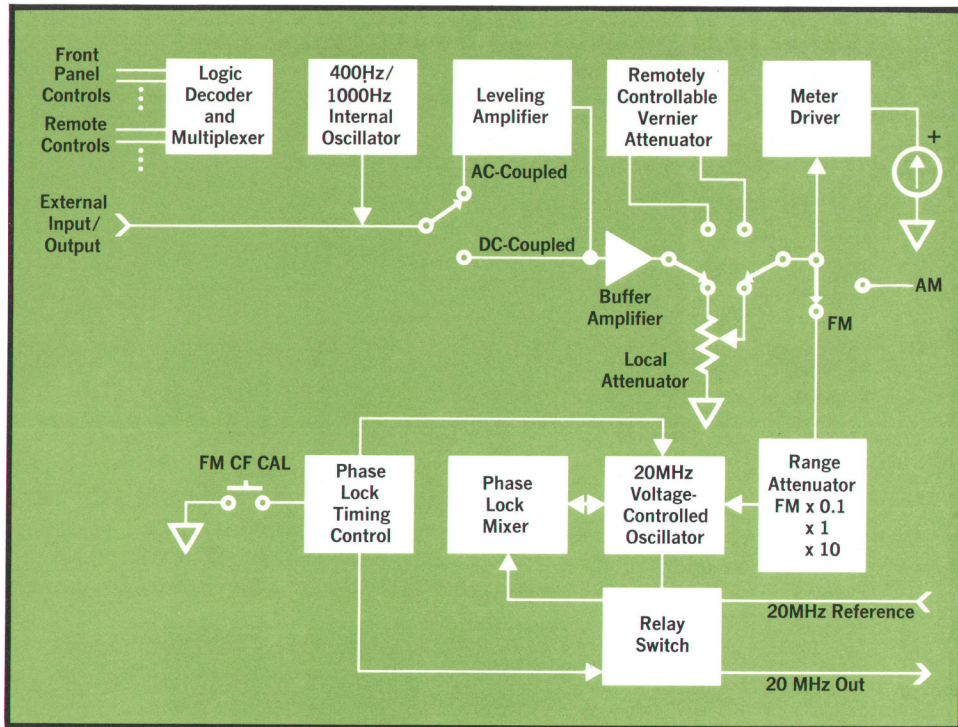 Front
Panel
Controls
Remote
Controls
Logic
Decoder
and
Multiplexer
400Hz/
1000Hz
Internal
Oscillator
Leveling
Amplifier
Remotely
Controllable
Vernier
Attenuator
Meter
Driver
+
AC-Coupled
External
Input/
Output
DC-Coupled
Buffer
Amplifier
AM
FM
Local
Attenuator
FM CF CAL
Phase
Lock
Timing
Control
Phase
Lock
Mixer
20MHz
Voltage-
Controlled
Oscillator
Range
Attenuator
FM x 0.1
x 1
x 10
Relay
Switch
20MHz Reference
20 MHz Out